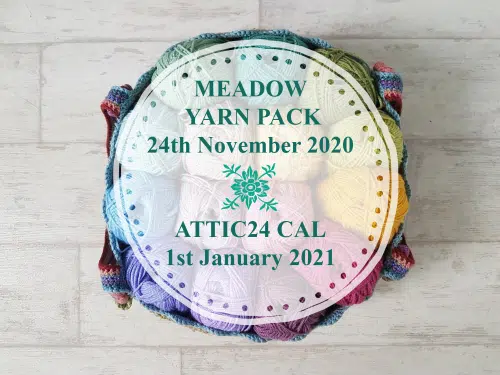 MEADOW
YARN PACK
24th November 2020
ATTIC24 CAL
1st January 2021